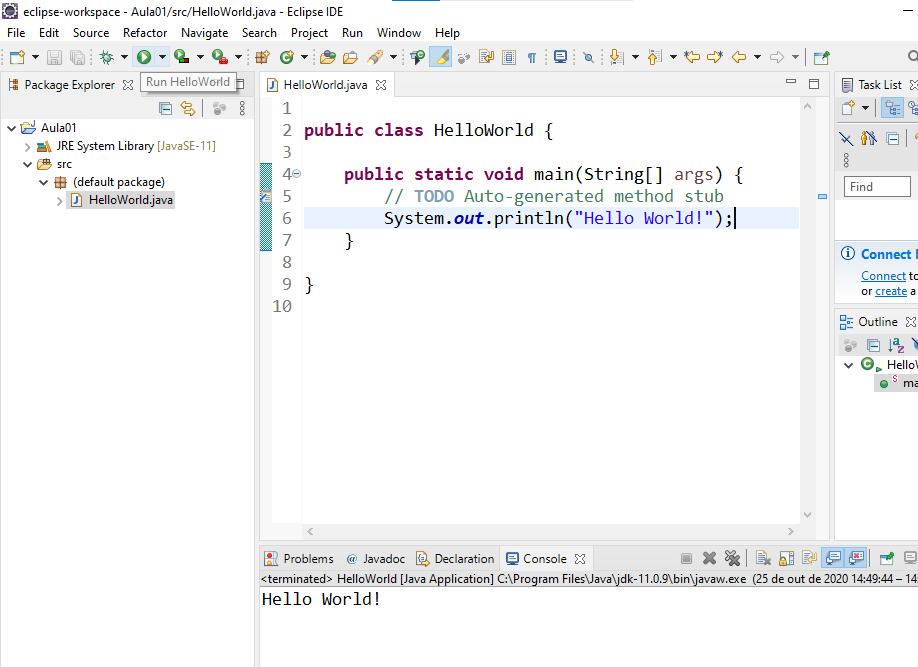 eclipse-workspace - Aula01/src/HelloWorld.java - Eclipse IDE
File Edit Source Refactor Navigate Search Project Run Window Help
Package Explorer
Run HelloWorld
Aula01
JRE System Library [JavaSE-11]
src
(default package)
HelloWorld.java
HelloWorld.java
1
2 public class HelloWorld {
3
4 public static void main(String[] args) {
5 // TODO Auto-generated method stub
6 System.out.println("Hello World!");
7 }
8
9 }
10
Task List
Find
Connect
Connect to
or create a
Outline
Problems @ Javadoc Declaration Console
<terminated> HelloWorld [Java Application] C:\Program Files\Java\jdk-11.0.9\bin\javaw.exe (25 de out de 2020 14:49:44 – 14
Hello World!